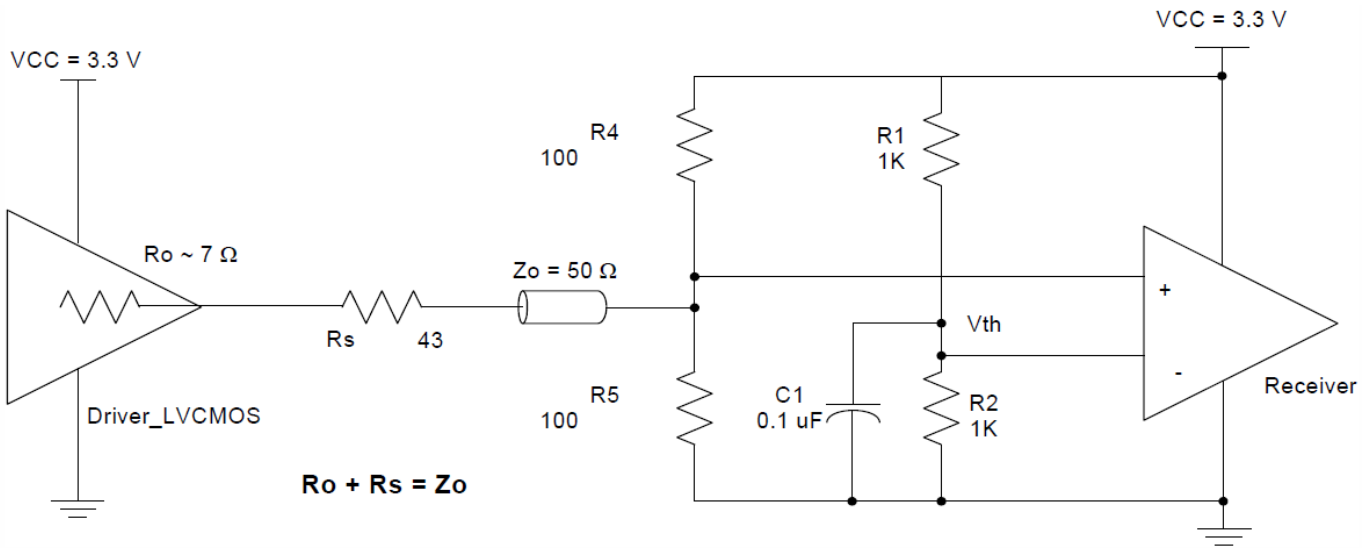 VCC = 3.3 V
VCC = 3.3 V
R4
100
R1
1K
Ro ~ 7 Ω
Zo = 50 Ω
+
Rs
43
Vth
-
Receiver
R5
100
C1
0.1 uF
R2
1K
Driver_LVCMOS
Ro + Rs = Zo